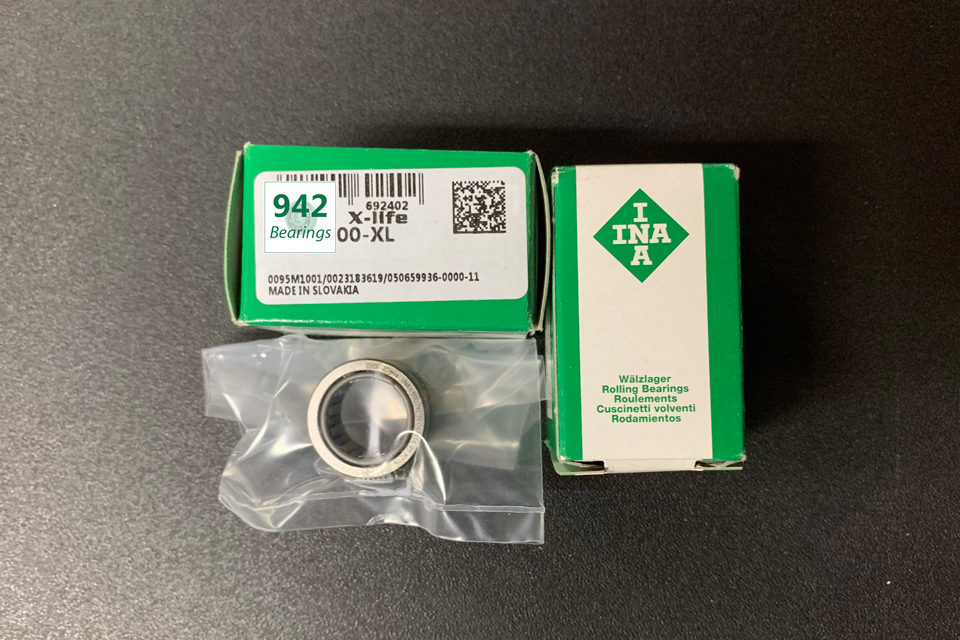 942
Bearings
692402
X-life
00-XL
0095M1001/0023183619/050659936-0000-11
MADE IN SLOVAKIA
I
INA
A
Wälzlager
Rolling Bearings
Roulements
Cuscinetti volventi
Rodamientos